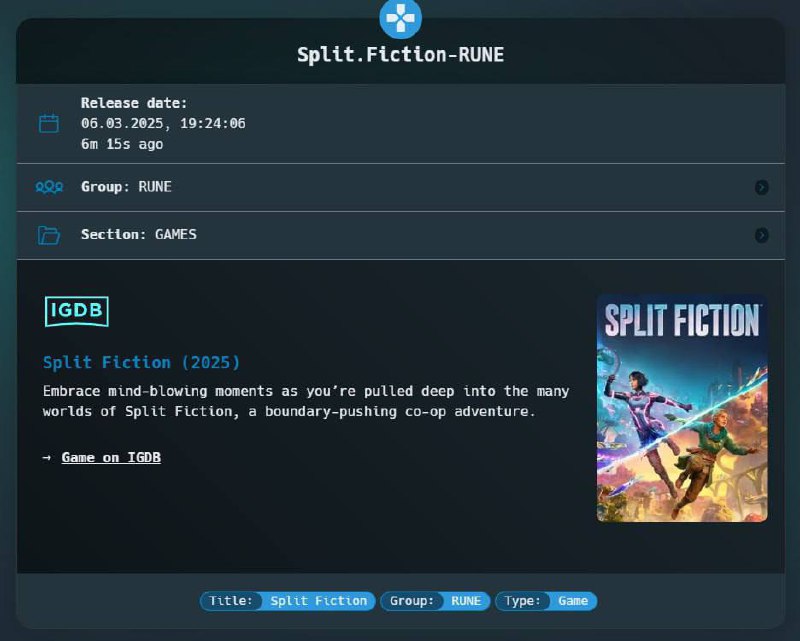 Split.Fiction-RUNE
Release date:
06.03.2025, 19:24:06
6m 15s ago
Group: RUNE
Section: GAMES
IGDB
SPLIT FICTION
Split Fiction (2025)
Embrace mind-blowing moments as you’re pulled deep into the many
worlds of Split Fiction, a boundary-pushing co-op adventure.
→ Game on IGDB
Title: Split Fiction Group: RUNE Type: Game